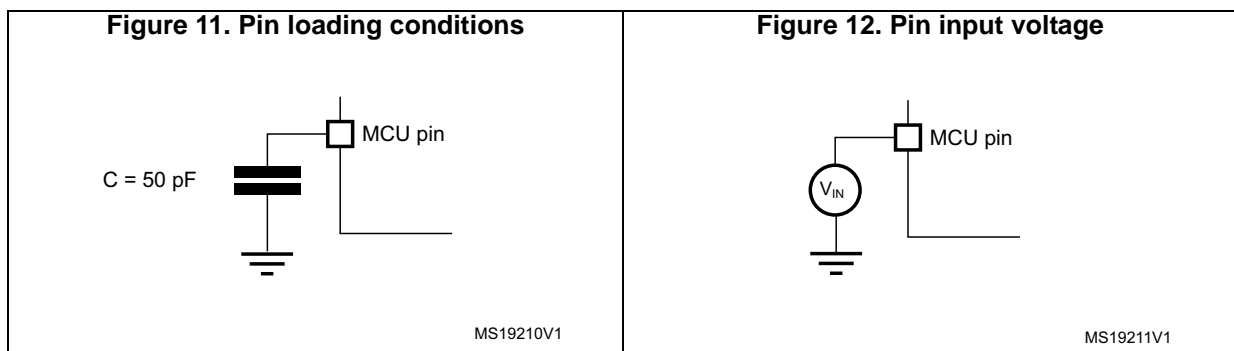 Figure 11. Pin loading conditions
MCU pin
C = 50 pF
MS19210V1
Figure 12. Pin input voltage
MCU pin
VIN
MS19211V1